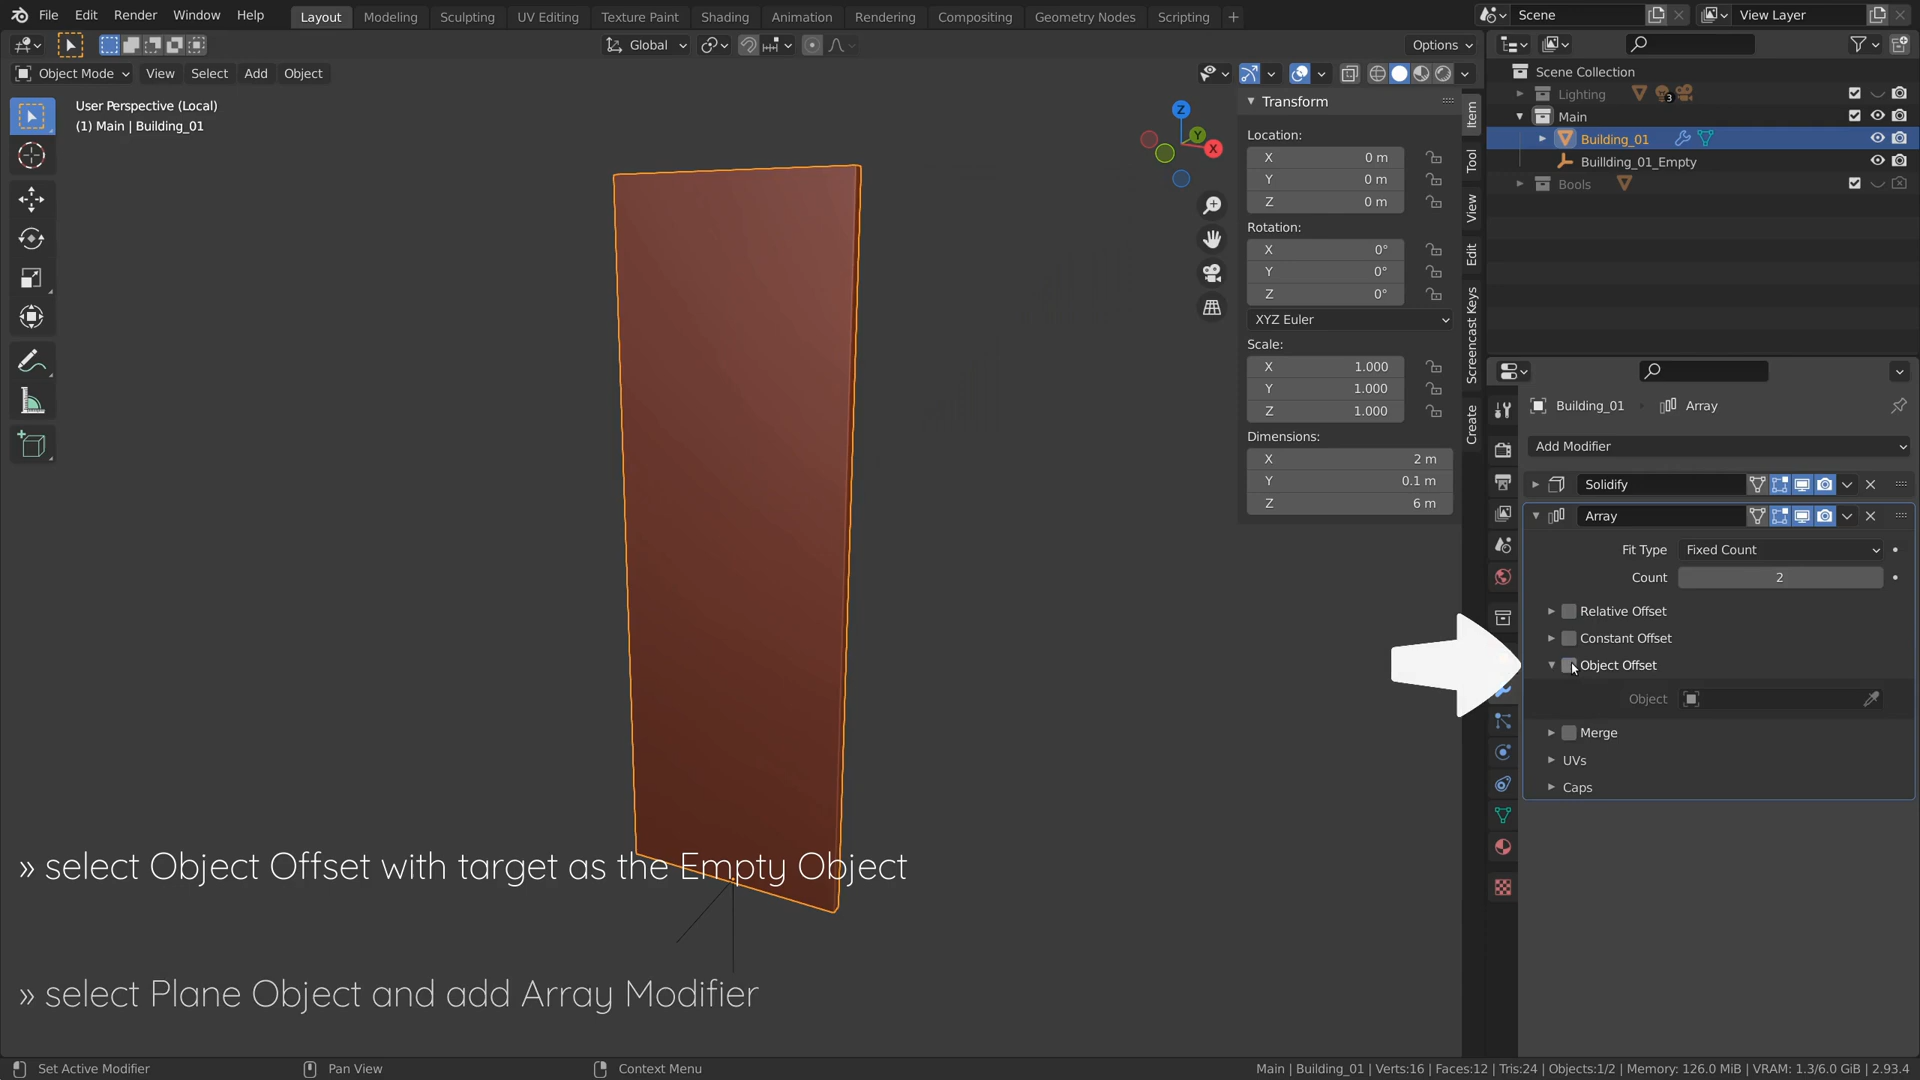 File Edit Render Window Help
Layout Modeling Sculpting UV Editing Texture Paint Shading Animation Rendering Compositing Geometry Nodes Scripting
Scene
View Layer
Global
Options
Object Mode View Select Add Object
User Perspective (Local)
(1) Main | Building_01
Z
Y
X
Transform
Location:
X 0 m
Y 0 m
Z 0 m
Rotation:
X 0°
Y 0°
Z 0°
XYZ Euler
Scale:
X 1.000
Y 1.000
Z 1.000
Dimensions:
X 2 m
Y 0.1 m
Z 6 m
Item
Tool
View
Edit
Screencast Keys
Create
Scene Collection
Lighting 3
Main
Building_01
Buillding_01_Empty
Bools
Building_01 Array
Add Modifier
Solidify
Array
Fit Type Fixed Count
Count 2
Relative Offset
Constant Offset
Object Offset
Object
Merge
UVs
Caps
» select Object Offset with target as the Empty Object
» select Plane Object and add Array Modifier
Set Active Modifier
Pan View
Context Menu
Main | Building_01 | Verts:16 | Faces:12 | Tris:24 | Objects:1/2 | Memory: 126.0 MiB | VRAM: 1.3/6.0 GiB | 2.93.4